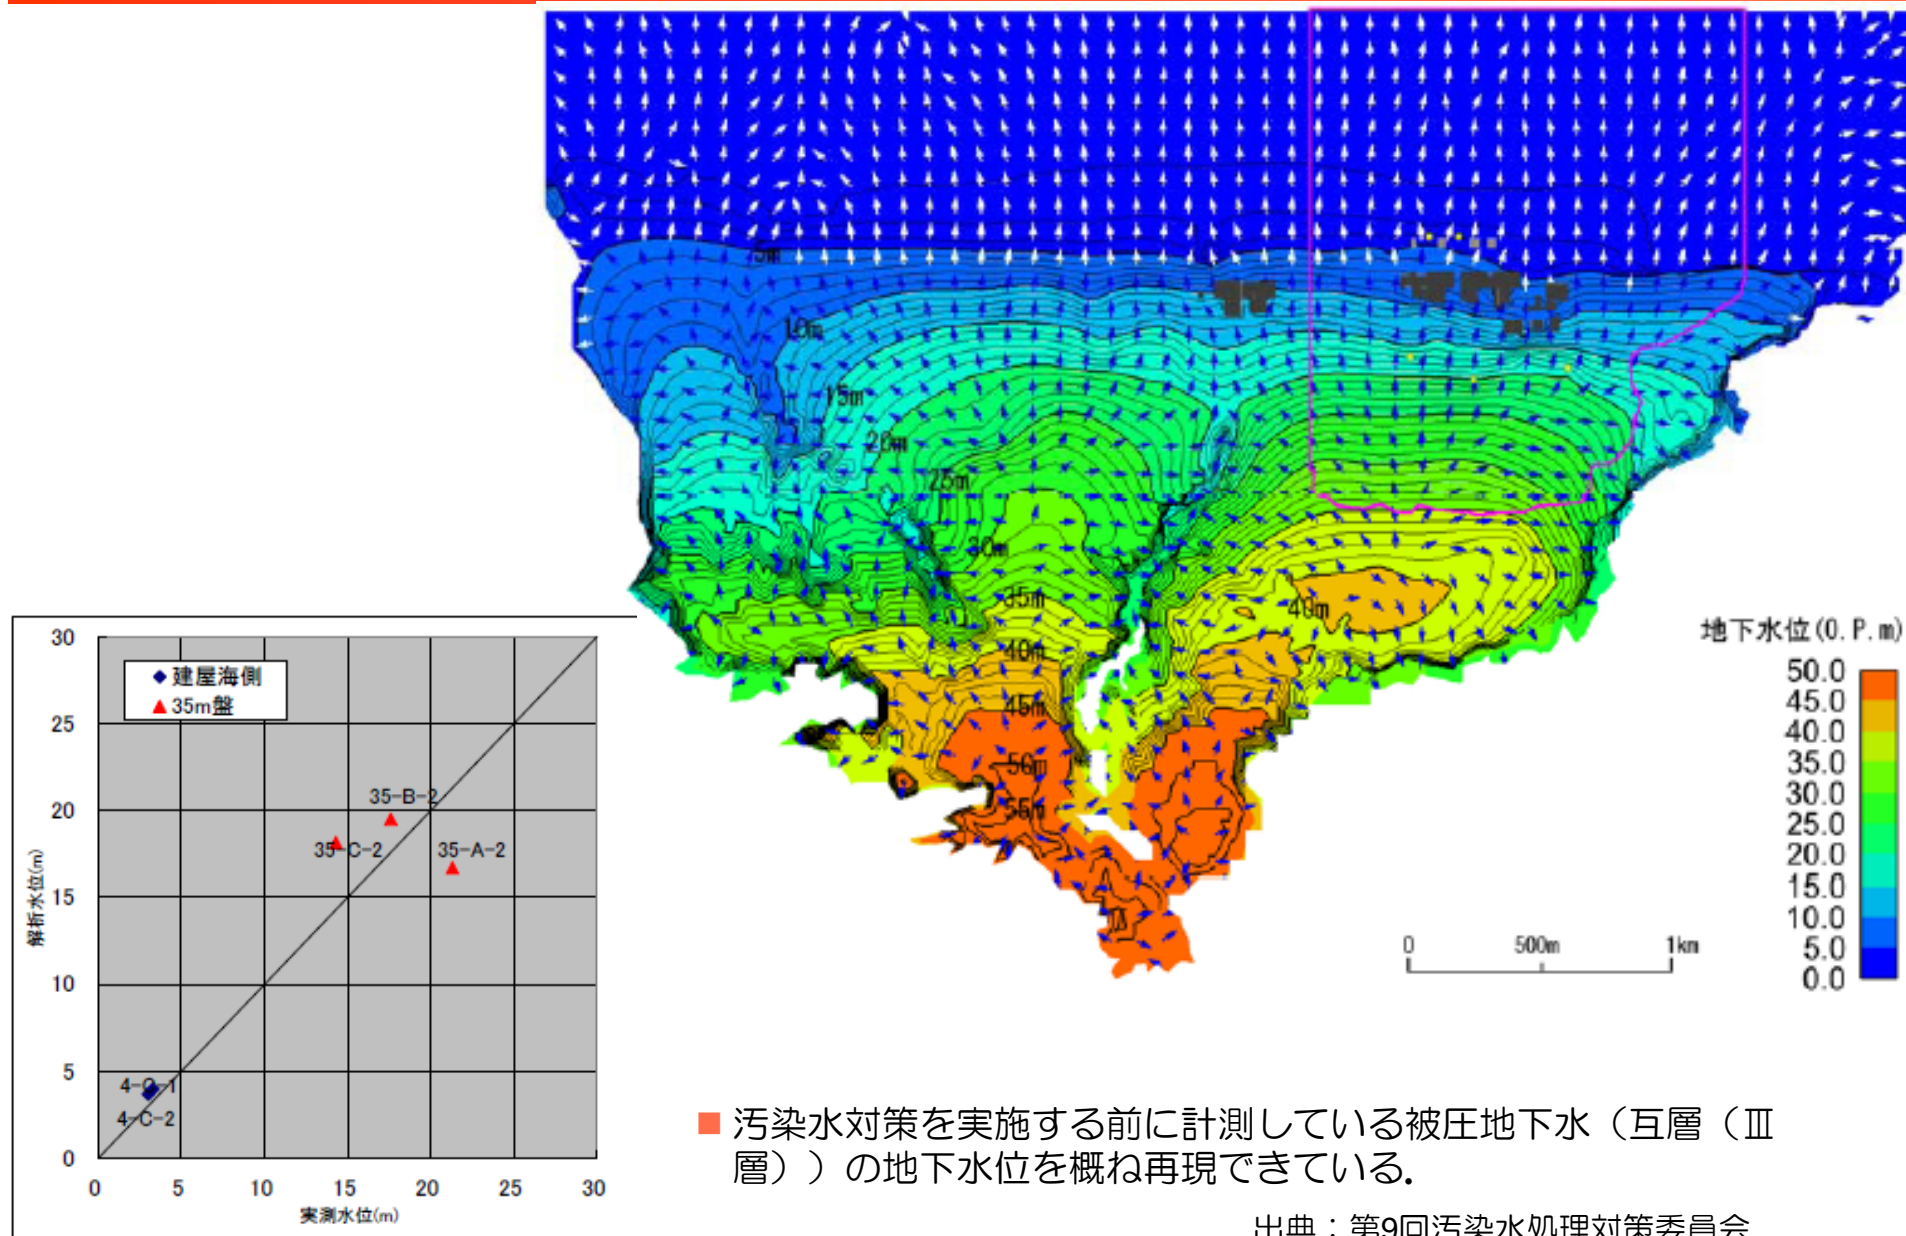 5m
10m
15m
20m
25m
30m
35m
40m
40m
45m
50m
55m
地下水位(O.P.m)
50.0
45.0
40.0
35.0
30.0
25.0
20.0
15.0
10.0
5.0
0.0
0 500m 1km
30
25
20
15
10
5
0
建屋海側
35m盤
35-B-2
35-C-2
35-A-2
4-C-2
解析水位(m)
0 5 10 15 20 25 30
実測水位(m)
■ 汚染水対策を実施する前に計測している被圧地下水(互層(Ⅲ
層))の地下水位を概ね再現できている.
出典:第9回汚染水処理対策委員会